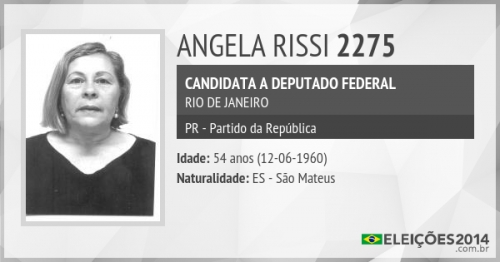 ANGELA RISSI 2275
CANDIDATA A DEPUTADO FEDERAL
RIO DE JANEIRO
PR - Partido da República
Idade: 54 anos (12-06-1960)
Naturalidade: ES - São Mateus
ELEIÇÕES2014
.com.br